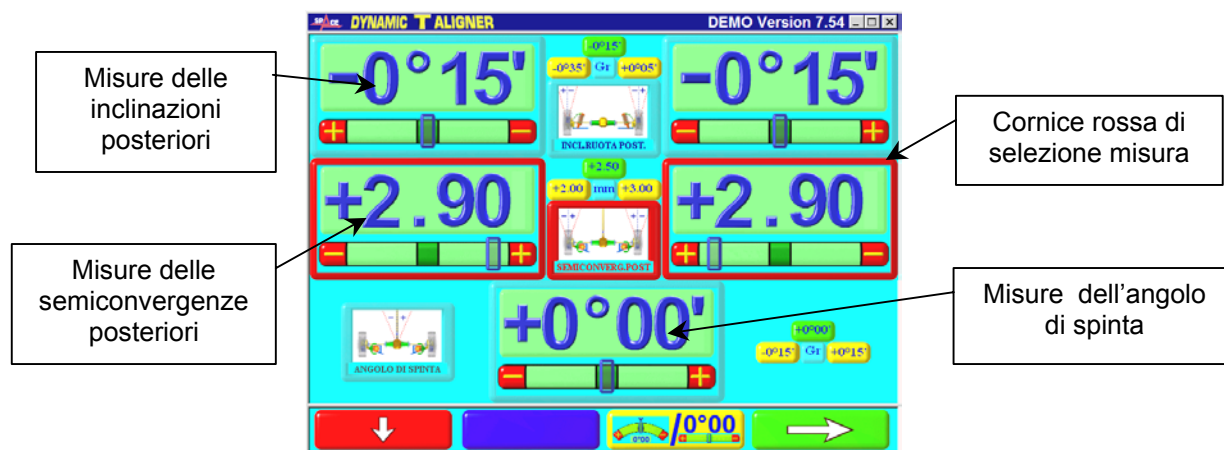 SPACE DYNAMIC T ALIGNER DEMO Version 7.54
Misure delle
inclinazioni
posteriori
-0°15'
-0°15'
-0°35' Gr +0°05'
-0°15'
+ -
- +
INCL.RUOTA POST.
Cornice rossa di
selezione misura
+2.90
+2.50
+2.00 mm +3.00
+2.90
- +
+ -
SEMICONVERG.POST
Misure delle
semiconvergenze
posteriori
+0°00'
- +
ANGOLO DI SPINTA
+0°00'
-0°15' Gr +0°15'
Misure dell'angolo
di spinta
0°00 /0°00